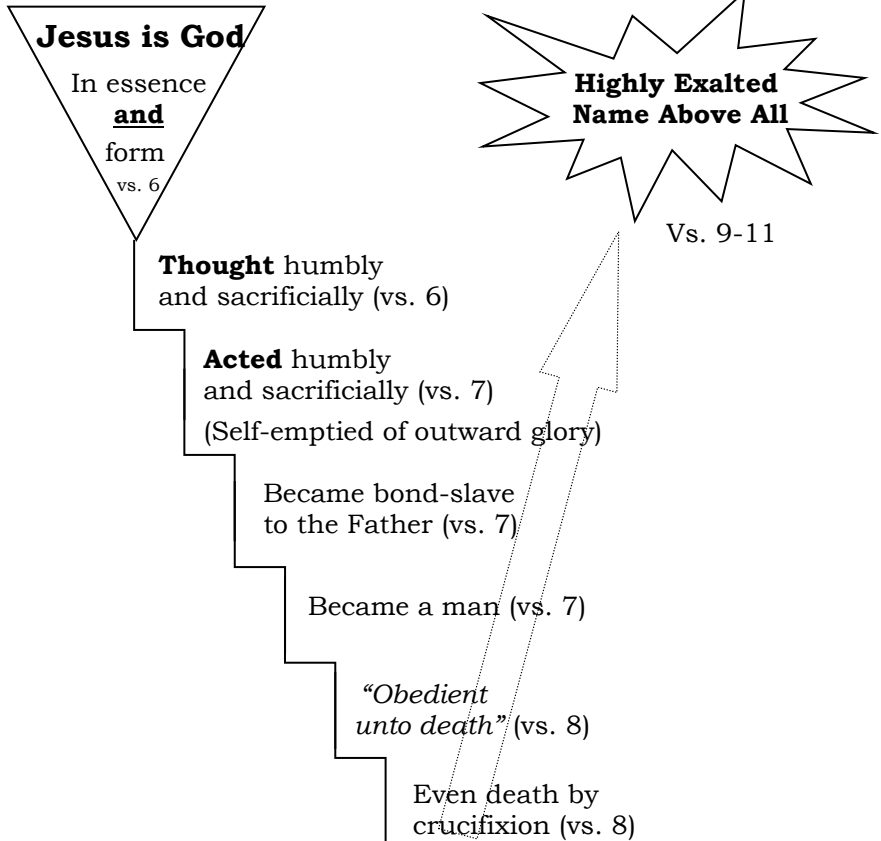 Jesus is God
In essence
and
form
vs. 6
Highly Exalted
Name Above All
Vs. 9-11
Thought humbly
and sacrificially (vs. 6)
Acted humbly
and sacrificially (vs. 7)
(Self-emptied of outward glory)
Became bond-slave
to the Father (vs. 7)
Became a man (vs. 7)
“Obedient
unto death” (vs. 8)
Even death by
crucifixion (vs. 8)